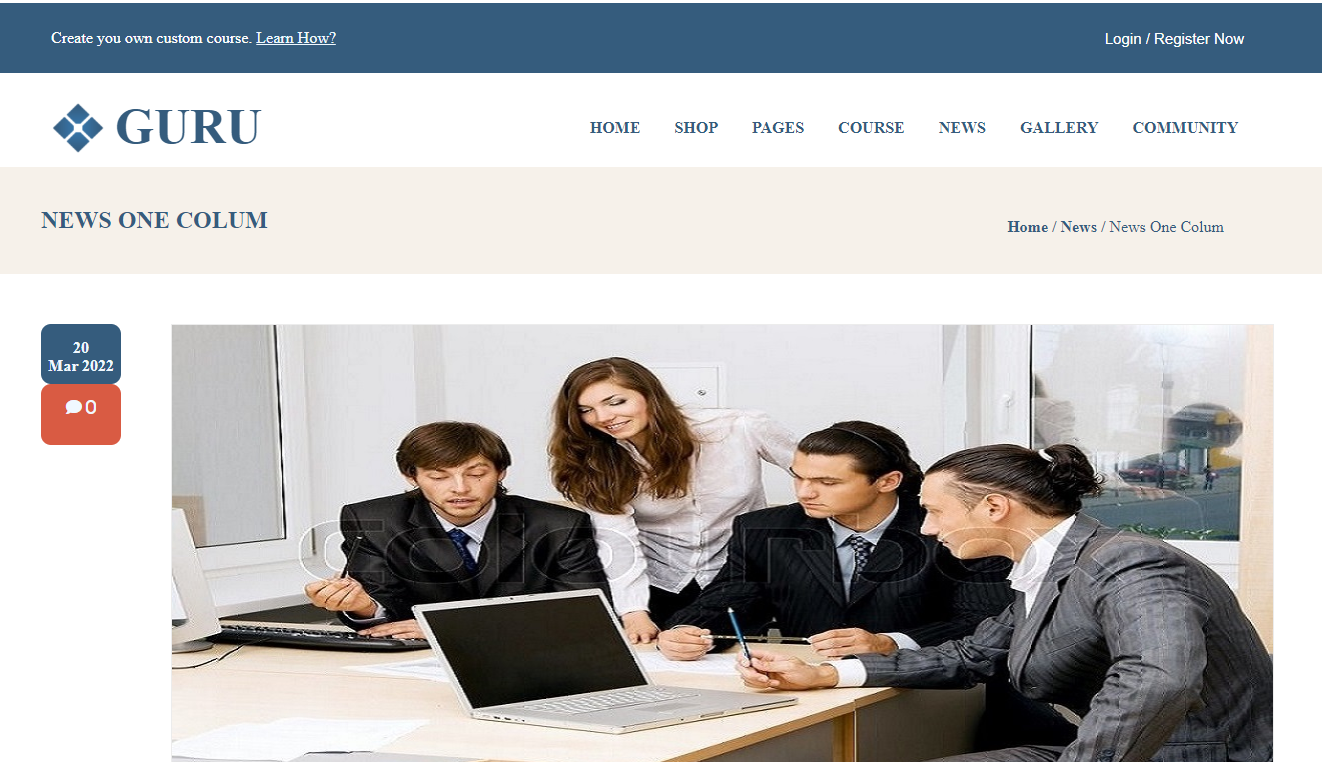 Create you own custom course. Learn How?
Login / Register Now
GURU
HOME SHOP PAGES COURSE NEWS GALLERY COMMUNITY
NEWS ONE COLUM
Home / News / News One Colum
20
Mar 2022
0
Colourbox